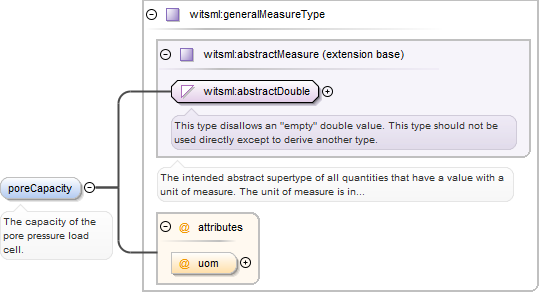 witsml:generalMeasureType
witsml:abstractMeasure (extension base)
witsml:abstractDouble
This type disallows an "empty" double value. This type should not be
used directly except to derive another type.
The intended abstract supertype of all quantities that have a value with a
unit of measure. The unit of measure is in...
poreCapacity
The capacity of the
pore pressure load
cell.
@ attributes
@ uom